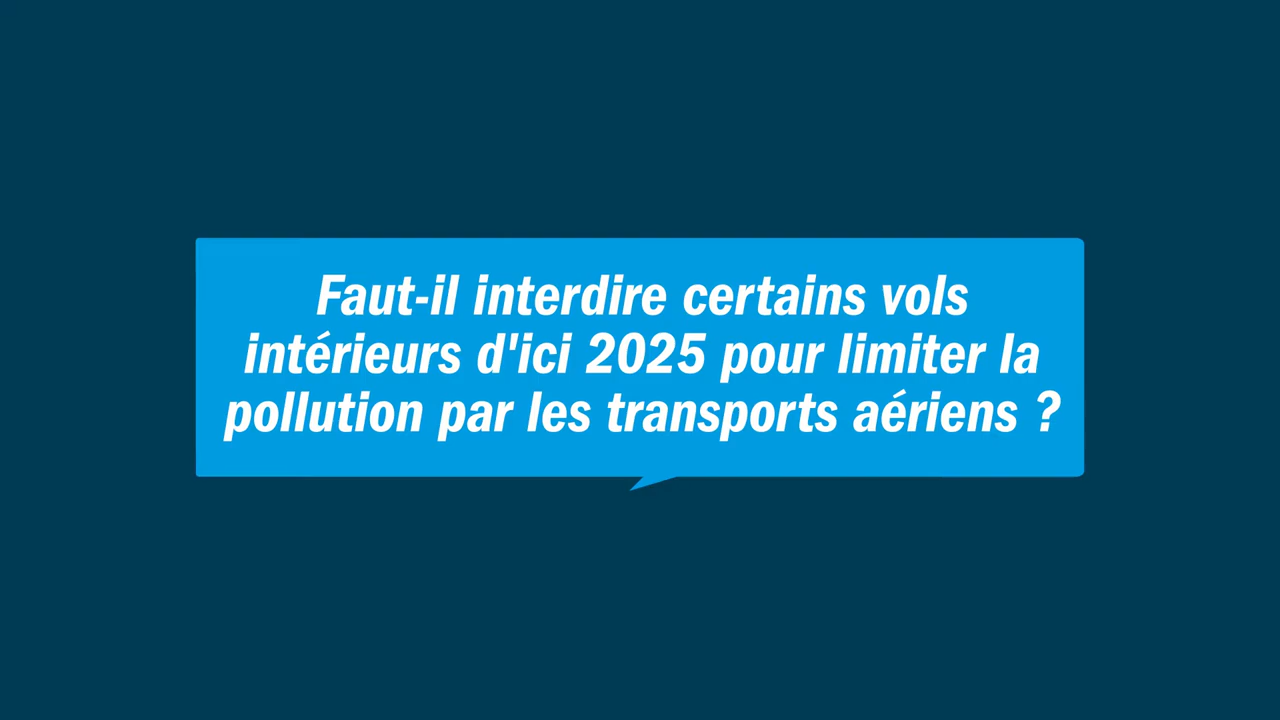 Faut-il interdire certains vols
intérieurs d'ici 2025 pour limiter la
pollution par les transports aériens ?